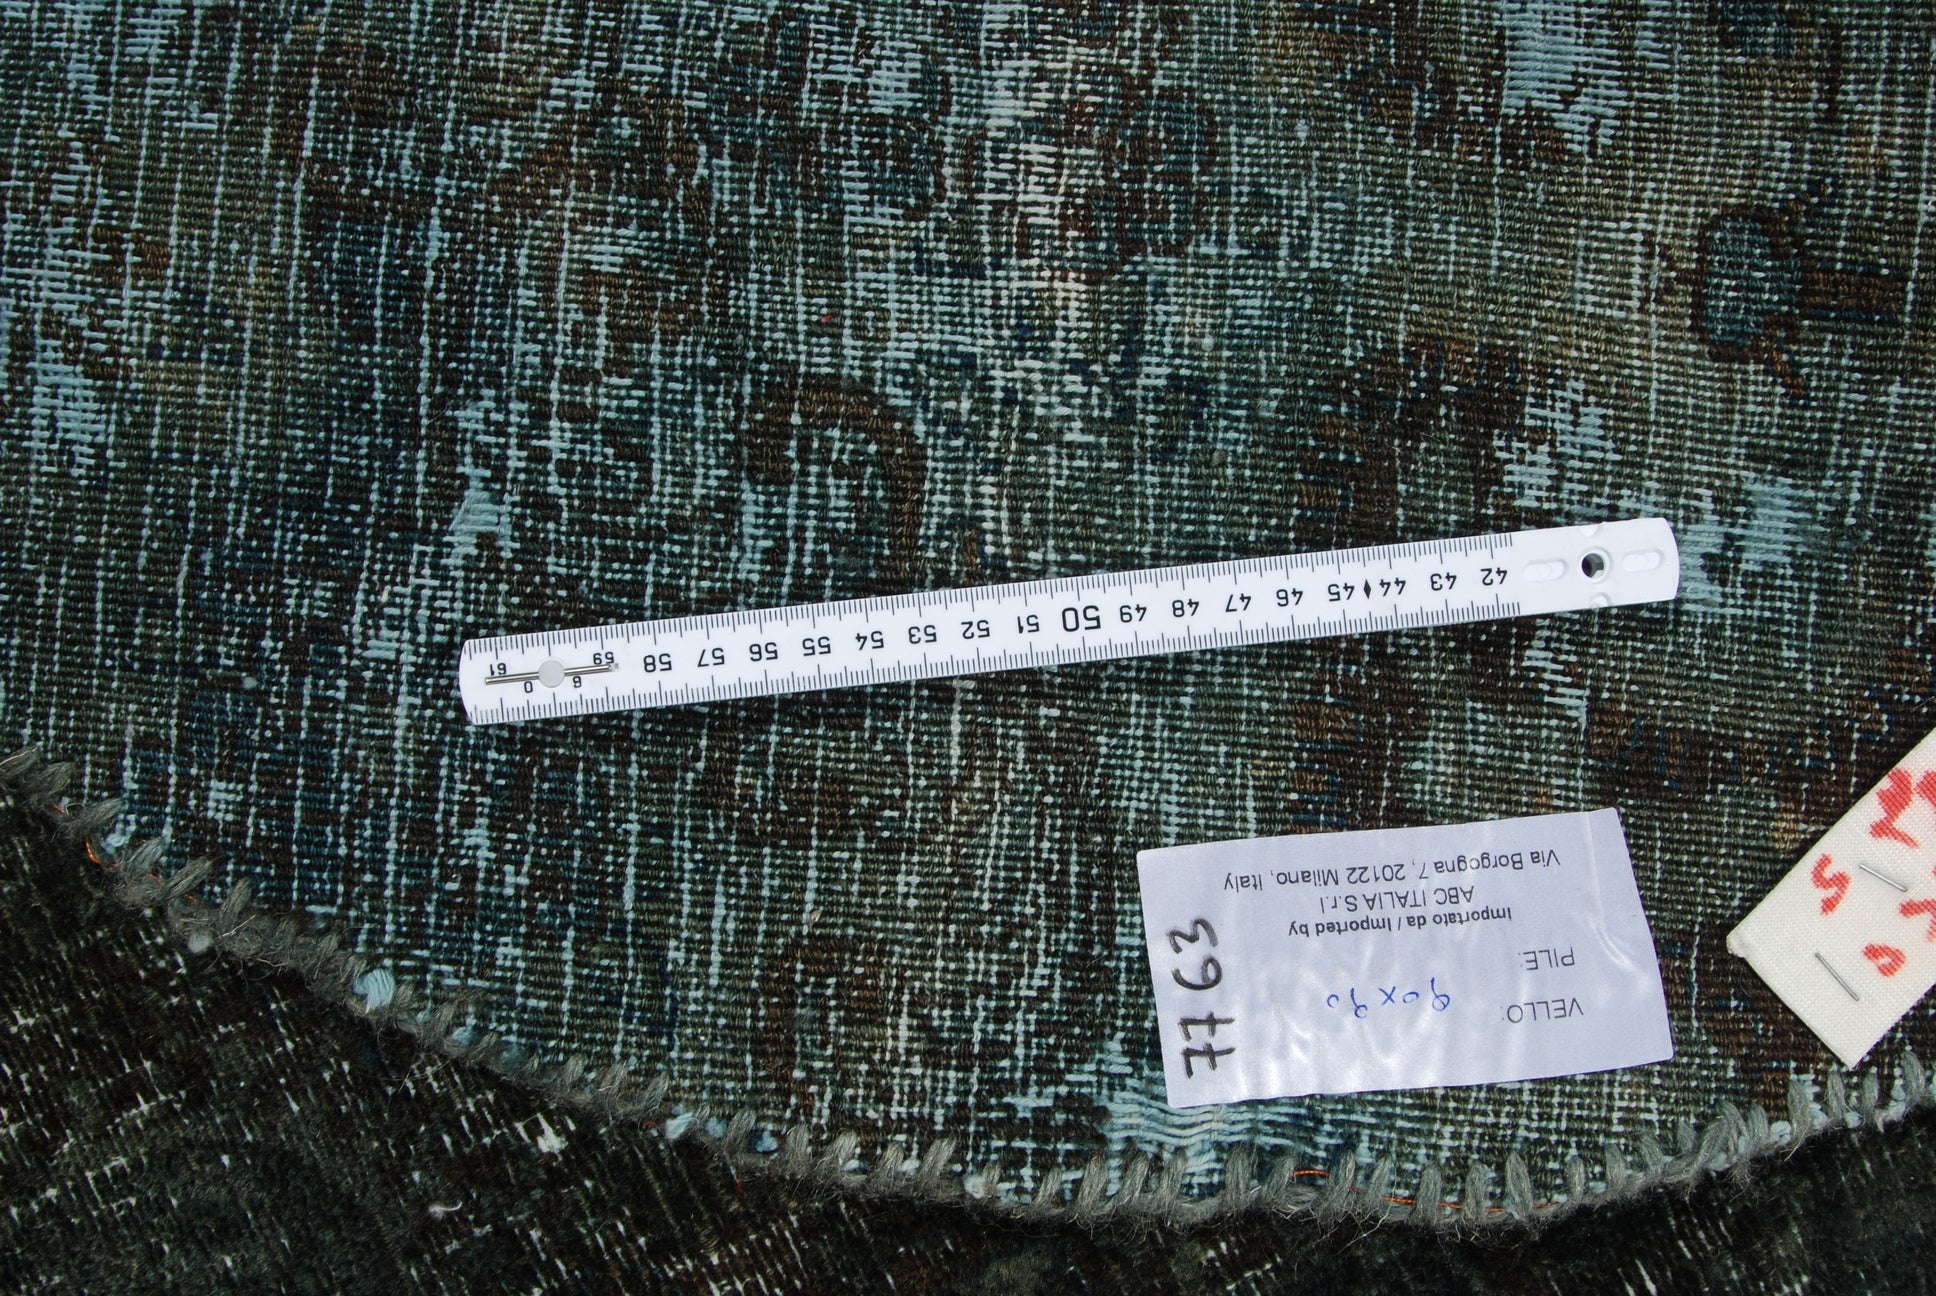 61 59 58 57 56 55 54 53 52 51 50 49 48 47 46 45 44 43 42
0
7763
VELLO: 90x90
PILE:
Importato da / Imported by
ABC ITALIA S.r.l
Via Borgogna 7, 20122 Milano, Italy